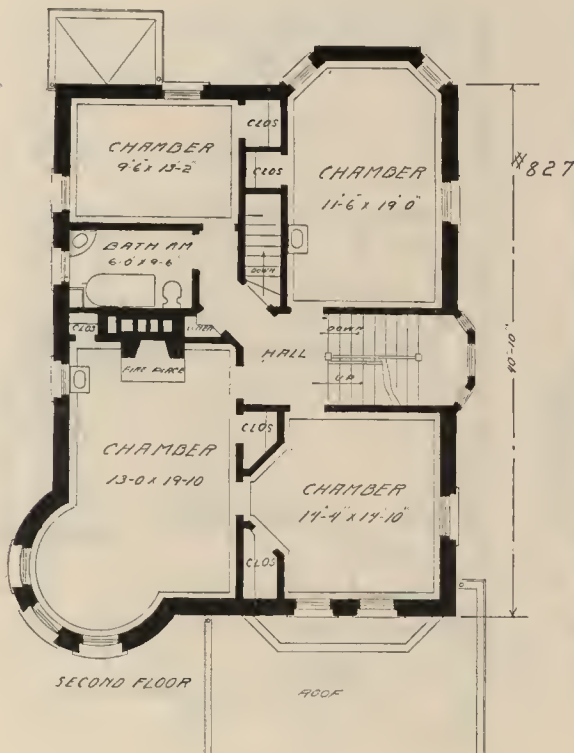 CLOS
CHAMBER
9'-6" x 13'-2"
CLOS
CHAMBER
11'-6" x 19'-0"
#827
BATH RM
6'-0" x 9'-6"
DOWN
CLOS
LINEN
DOWN
HALL
UP
FIRE PLACE
40'-10"
CLOS
CHAMBER
13-0 x 19-10
CHAMBER
14'-4" x 14'-10"
CLOS
SECOND FLOOR
ROOF